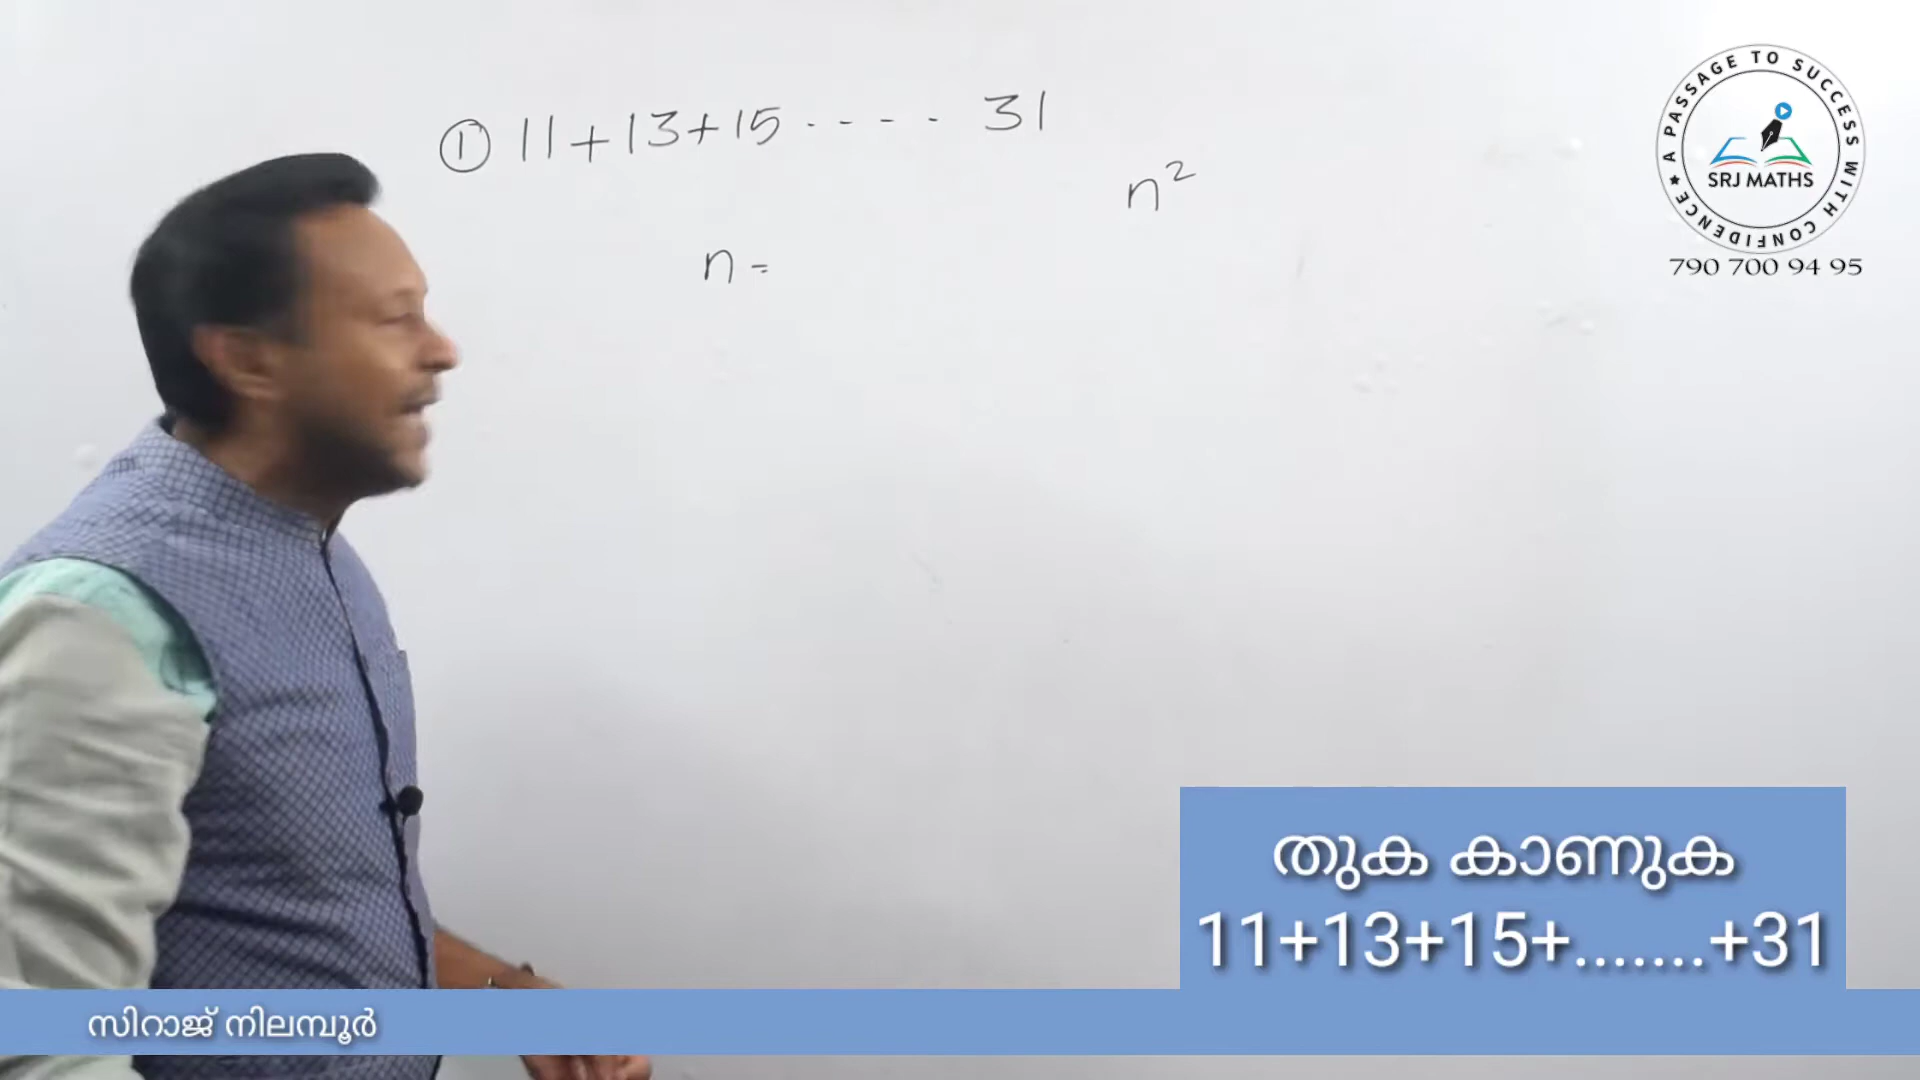 ① 11+13+15 ---- 31
n²
n =
A PASSAGE TO SUCCESS WITH CONFIDENCE ★
SRJ MATHS
790 700 94 95
തുക കാണുക
11+13+15+.......+31
സിറാജ് നിലമ്പൂർ